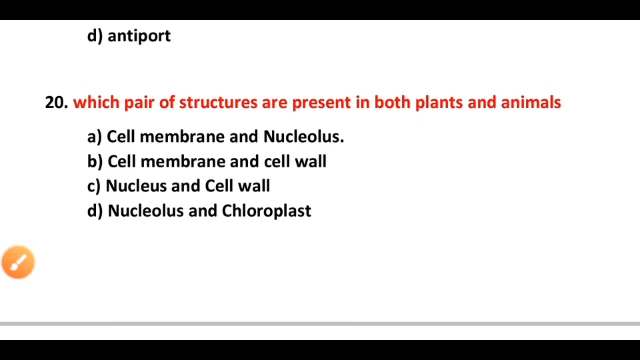 d) antiport
20. which pair of structures are present in both plants and animals
a) Cell membrane and Nucleolus.
b) Cell membrane and cell wall
c) Nucleus and Cell wall
d) Nucleolus and Chloroplast